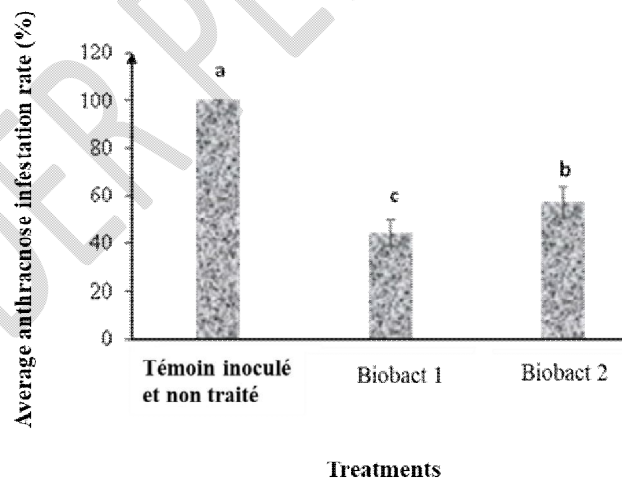 Average anthracnose infestation rate (%)
120
100
80
60
40
20
0
a
c
b
Témoin inoculé
et non traité
Biobact 1
Biobact 2
Treatments